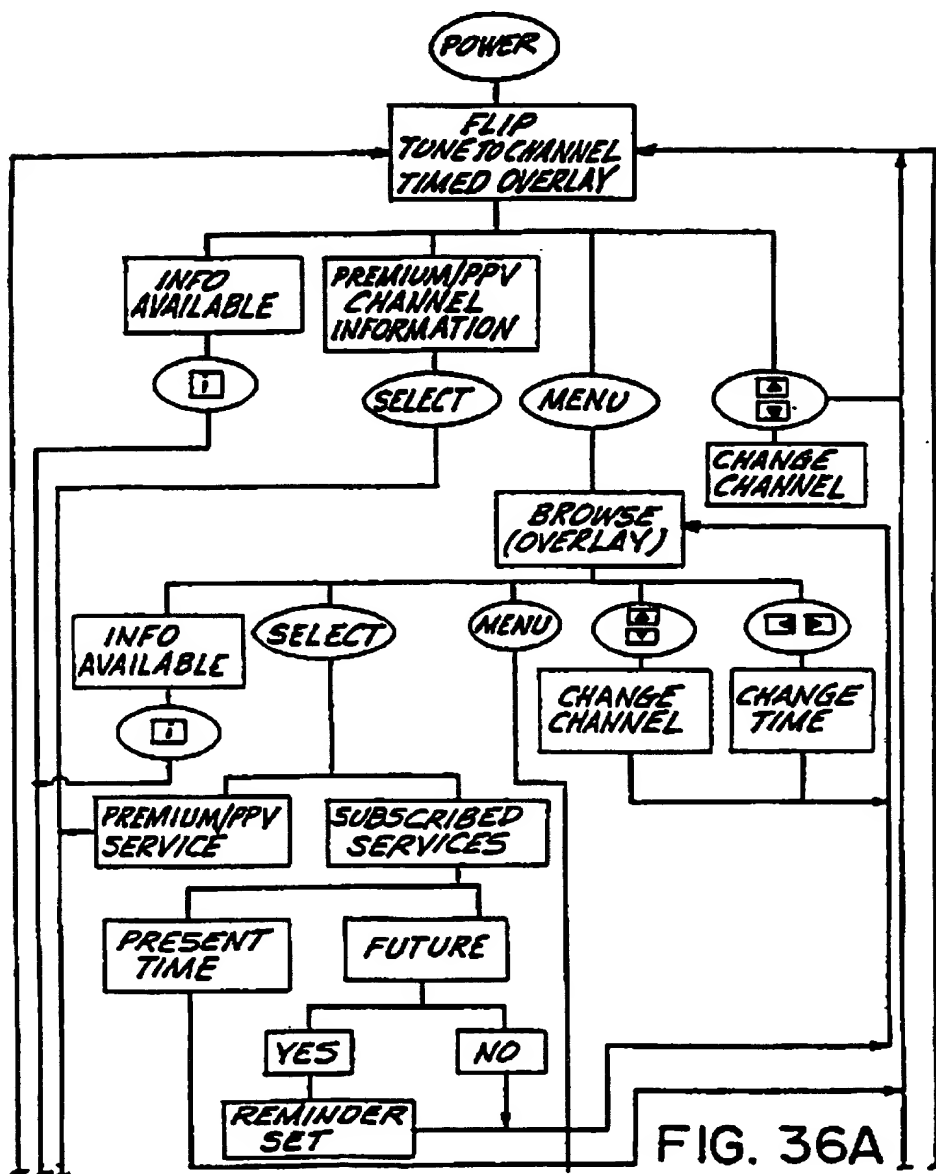 POWER
FLIP
TUNE TO CHANNEL
TIMED OVERLAY
INFO
AVAILABLE
PREMIUM/PPV
CHANNEL
INFORMATION
i
SELECT
MENU
CHANGE
CHANNEL
BROWSE
(OVERLAY)
INFO
AVAILABLE
SELECT
MENU
i
CHANGE
CHANNEL
CHANGE
TIME
PREMIUM/PPV
SERVICE
SUBSCRIBED
SERVICES
PRESENT
TIME
FUTURE
YES
NO
REMINDER
SET
FIG. 36A